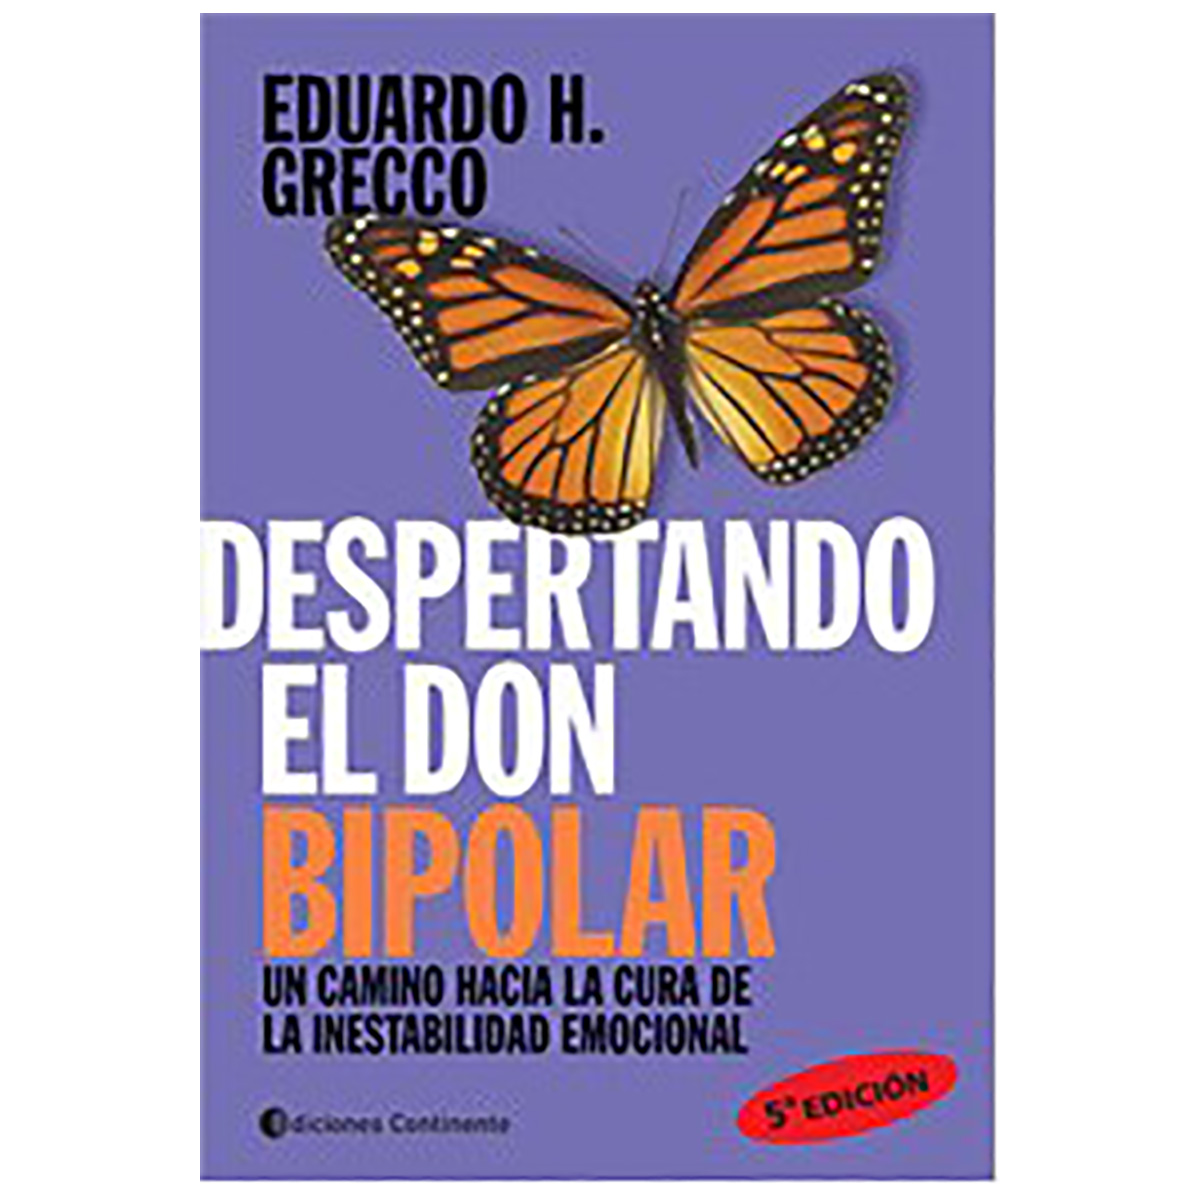 EDUARDO H.
GRECCO
DESPERTANDO
EL DON
BIPOLAR
UN CAMINO HACIA LA CURA DE
LA INESTABILIDAD EMOCIONAL
5ª EDICIÓN
Ediciones Continente